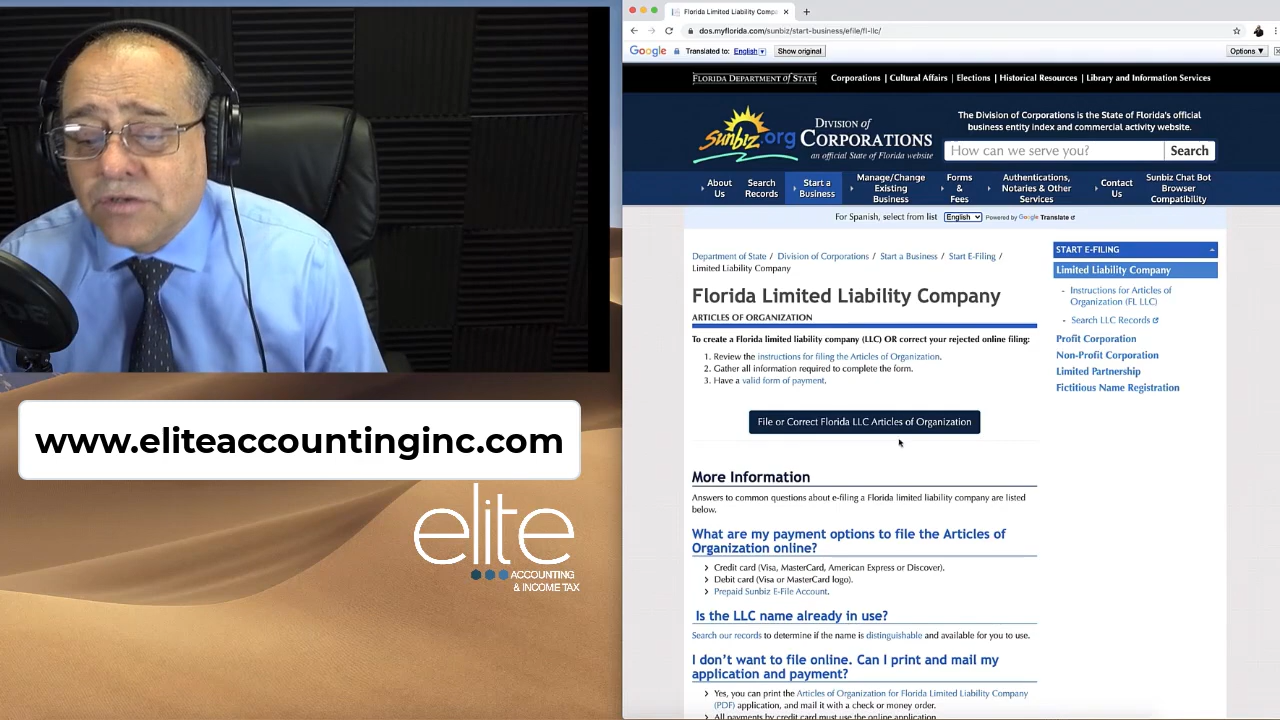 www.eliteaccountinginc.com
elite
ACCOUNTING
& INCOME TAX
Florida Limited Liability Comp
dos.myflorida.com/sunbiz/start-business/efile/fl-llc/
Google Translated to: English Show original Options ▼
FLORIDA DEPARTMENT OF STATE Corporations | Cultural Affairs | Elections | Historical Resources | Library and Information Services
Sunbiz.org
DIVISION OF
CORPORATIONS
an official State of Florida website
The Division of Corporations is the State of Florida's official
business entity index and commercial activity website.
How can we serve you? Search
About Us
Search Records
Start a Business
Manage/Change Existing Business
Forms & Fees
Authentications, Notaries & Other Services
Contact Us
Sunbiz Chat Bot Browser Compatibility
For Spanish, select from list English Powered by Google Translate
Department of State / Division of Corporations / Start a Business / Start E-Filing /
Limited Liability Company
Florida Limited Liability Company
ARTICLES OF ORGANIZATION
To create a Florida limited liability company (LLC) OR correct your rejected online filing:
1. Review the instructions for filing the Articles of Organization.
2. Gather all information required to complete the form.
3. Have a valid form of payment.
File or Correct Florida LLC Articles of Organization
More Information
Answers to common questions about e-filing a Florida limited liability company are listed
below.
What are my payment options to file the Articles of
Organization online?
Credit card (Visa, MasterCard, American Express or Discover).
Debit card (Visa or MasterCard logo).
Prepaid Sunbiz E-File Account.
Is the LLC name already in use?
Search our records to determine if the name is distinguishable and available for you to use.
I don't want to file online. Can I print and mail my
application and payment?
Yes, you can print the Articles of Organization for Florida Limited Liability Company
(PDF) application, and mail it with a check or money order.
All payments by credit card must use the online application.
START E-FILING
Limited Liability Company
- Instructions for Articles of
Organization (FL LLC)
- Search LLC Records
Profit Corporation
Non-Profit Corporation
Limited Partnership
Fictitious Name Registration